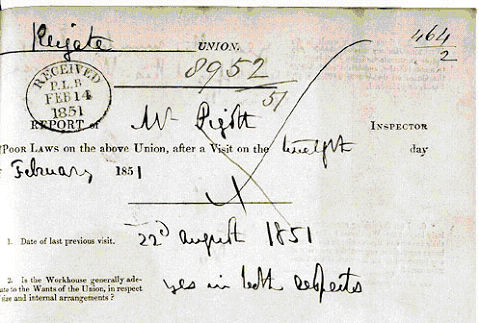 Reigate UNION. 464
2
8952
51
RECEIVED
P.L.B
FEB 14
1851
REPORT of Mr Pigott INSPECTOR
POOR LAWS on the above Union, after a Visit on the twelfth day
February 1851
1. Date of last previous visit. 22d August 1851
2. Is the Workhouse generally ade-
uate to the Wants of the Union, in respect
size and internal arrangements? yes in both respects